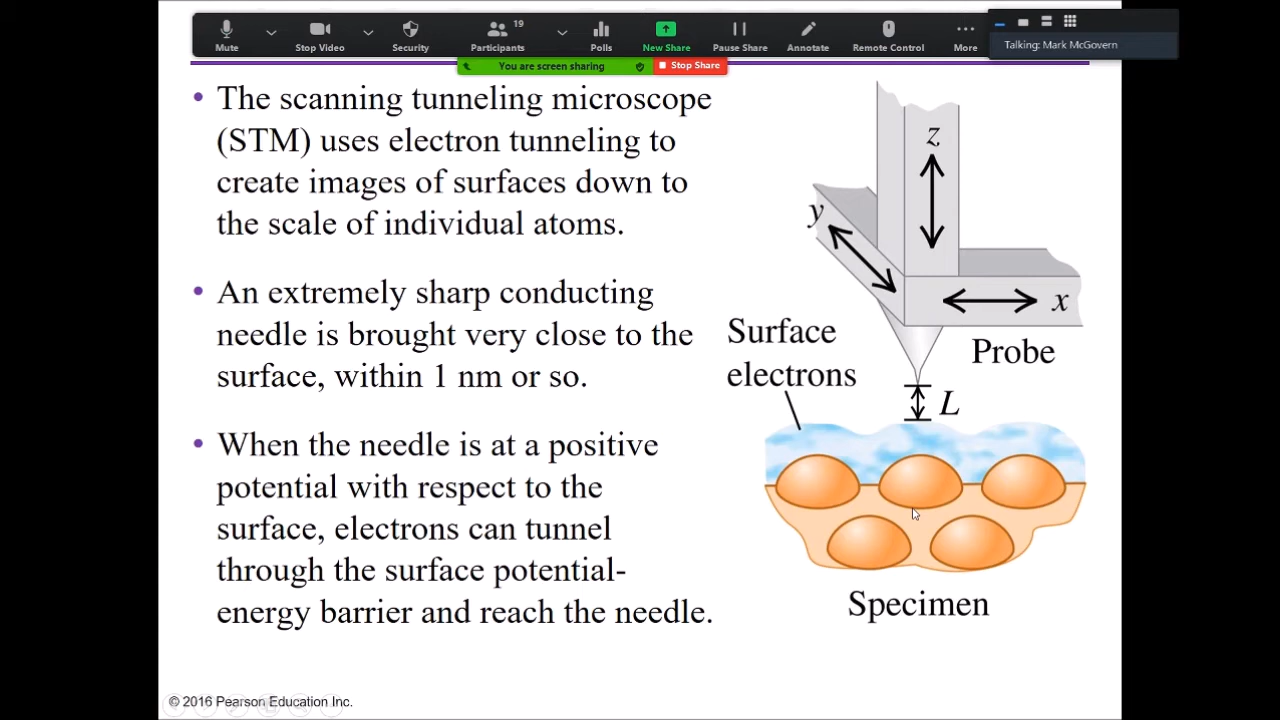 19
Mute
Stop Video
Security
Participants
Polls
New Share
Pause Share
Annotate
Remote Control
More
Talking: Mark McGovern
You are screen sharing
Stop Share
• The scanning tunneling microscope
(STM) uses electron tunneling to
create images of surfaces down to
the scale of individual atoms.
• An extremely sharp conducting
needle is brought very close to the
surface, within 1 nm or so.
• When the needle is at a positive
potential with respect to the
surface, electrons can tunnel
through the surface potential-
energy barrier and reach the needle.
z
y
x
Surface
electrons
Probe
L
Specimen
© 2016 Pearson Education Inc.